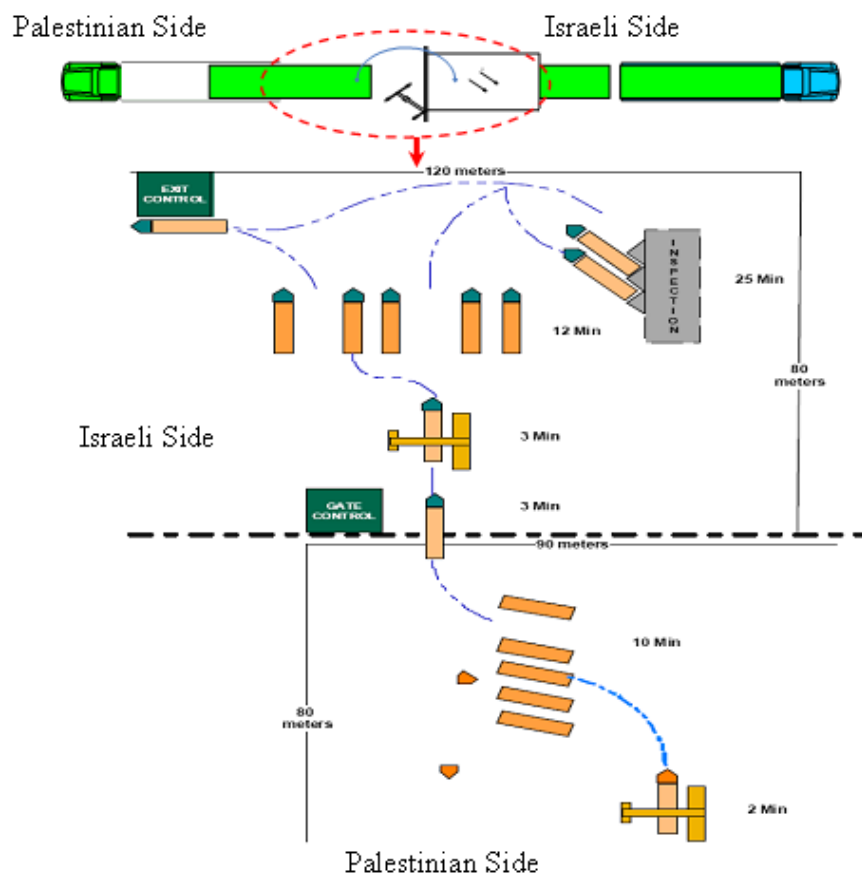 Palestinian Side
Israeli Side
120 meters
EXIT
CONTROL
INSPECTION
25 Min
12 Min
80
meters
Israeli Side
3 Min
GATE
CONTROL
3 Min
90 meters
10 Min
80
meters
2 Min
Palestinian Side